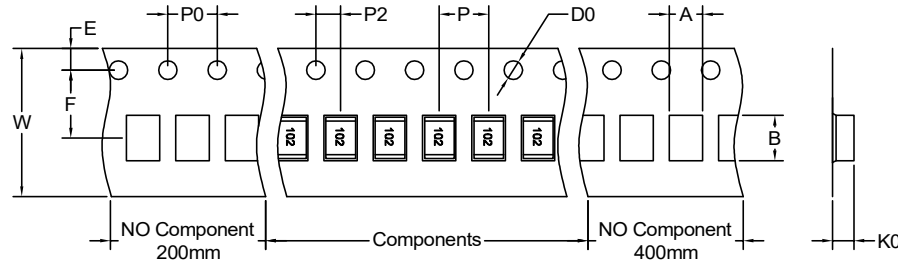 E
P0
P2
P
D0
A
F
W
102
102
102
102
102
102
B
NO Component
200mm
Components
NO Component
400mm
K0